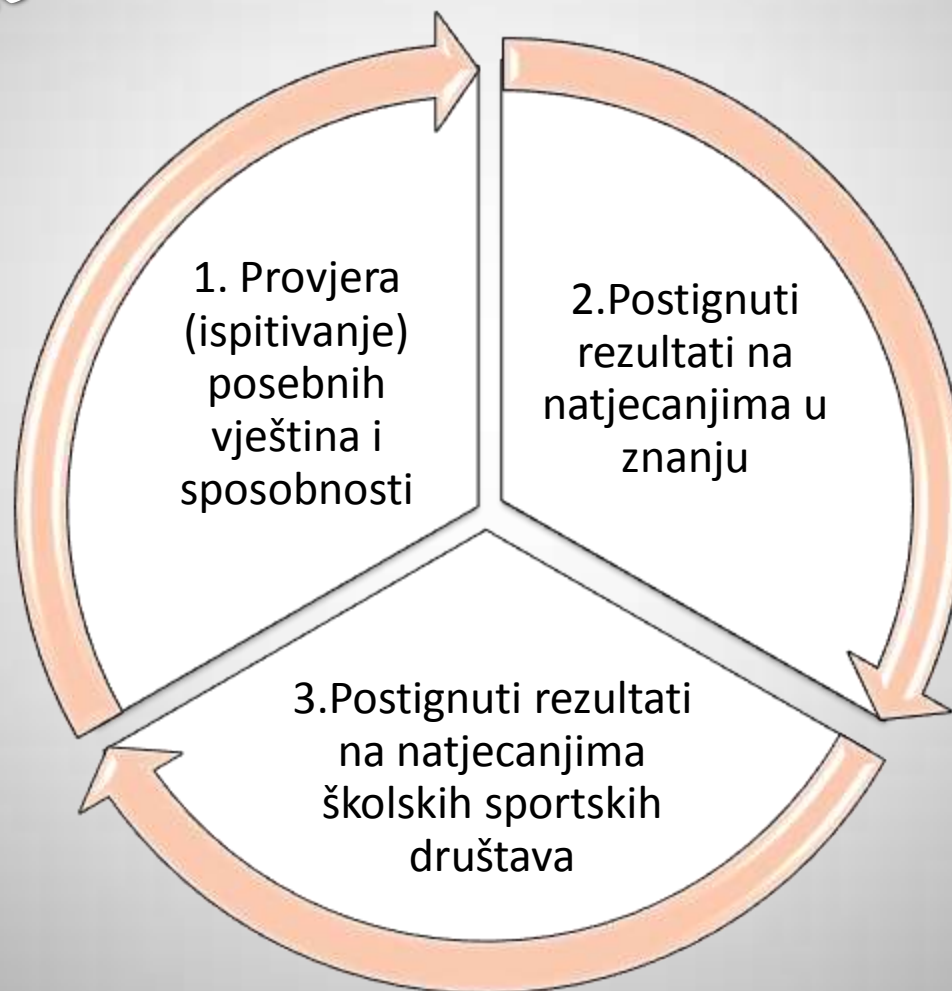 1. Provjera
(ispitivanje)
posebnih
vještina i
sposobnosti
2.Postignuti
rezultati na
natjecanjima u
znanju
3.Postignuti rezultati
na natjecanjima
školskih sportskih
društava